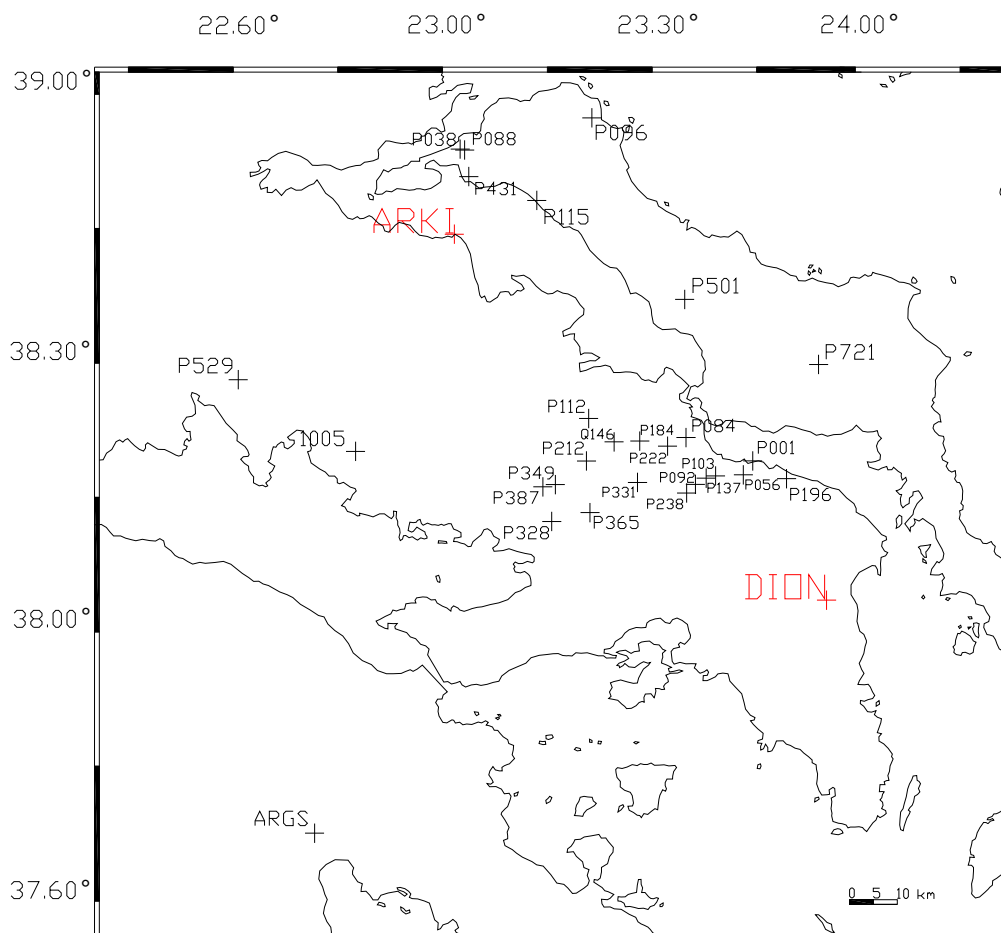 22.60° 23.00° 23.30° 24.00°
39.00°
P096
P038 P088
P431
P115
ARKI
P501
38.30°
P529
P721
P112
1005
Q146 P184 P084
P212 P222 P001
P349 P103
P387 P331 P092 P137 P056 P196
P238
P328 P365
DION
38.00°
ARGS
37.60°
0 5 10 km